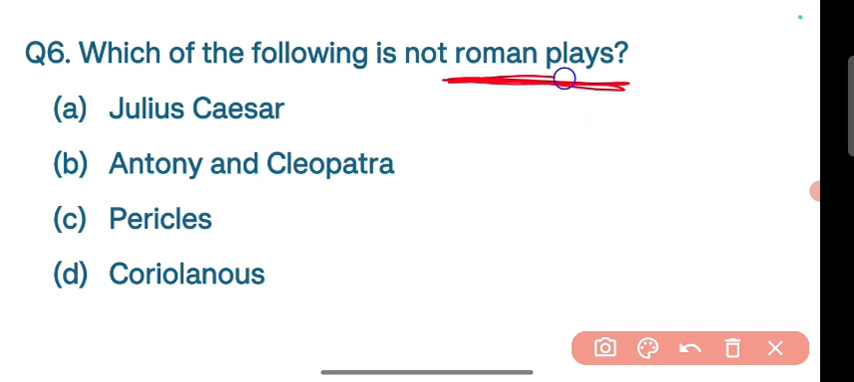 Q6. Which of the following is not roman plays?
(a) Julius Caesar
(b) Antony and Cleopatra
(c) Pericles
(d) Coriolanous